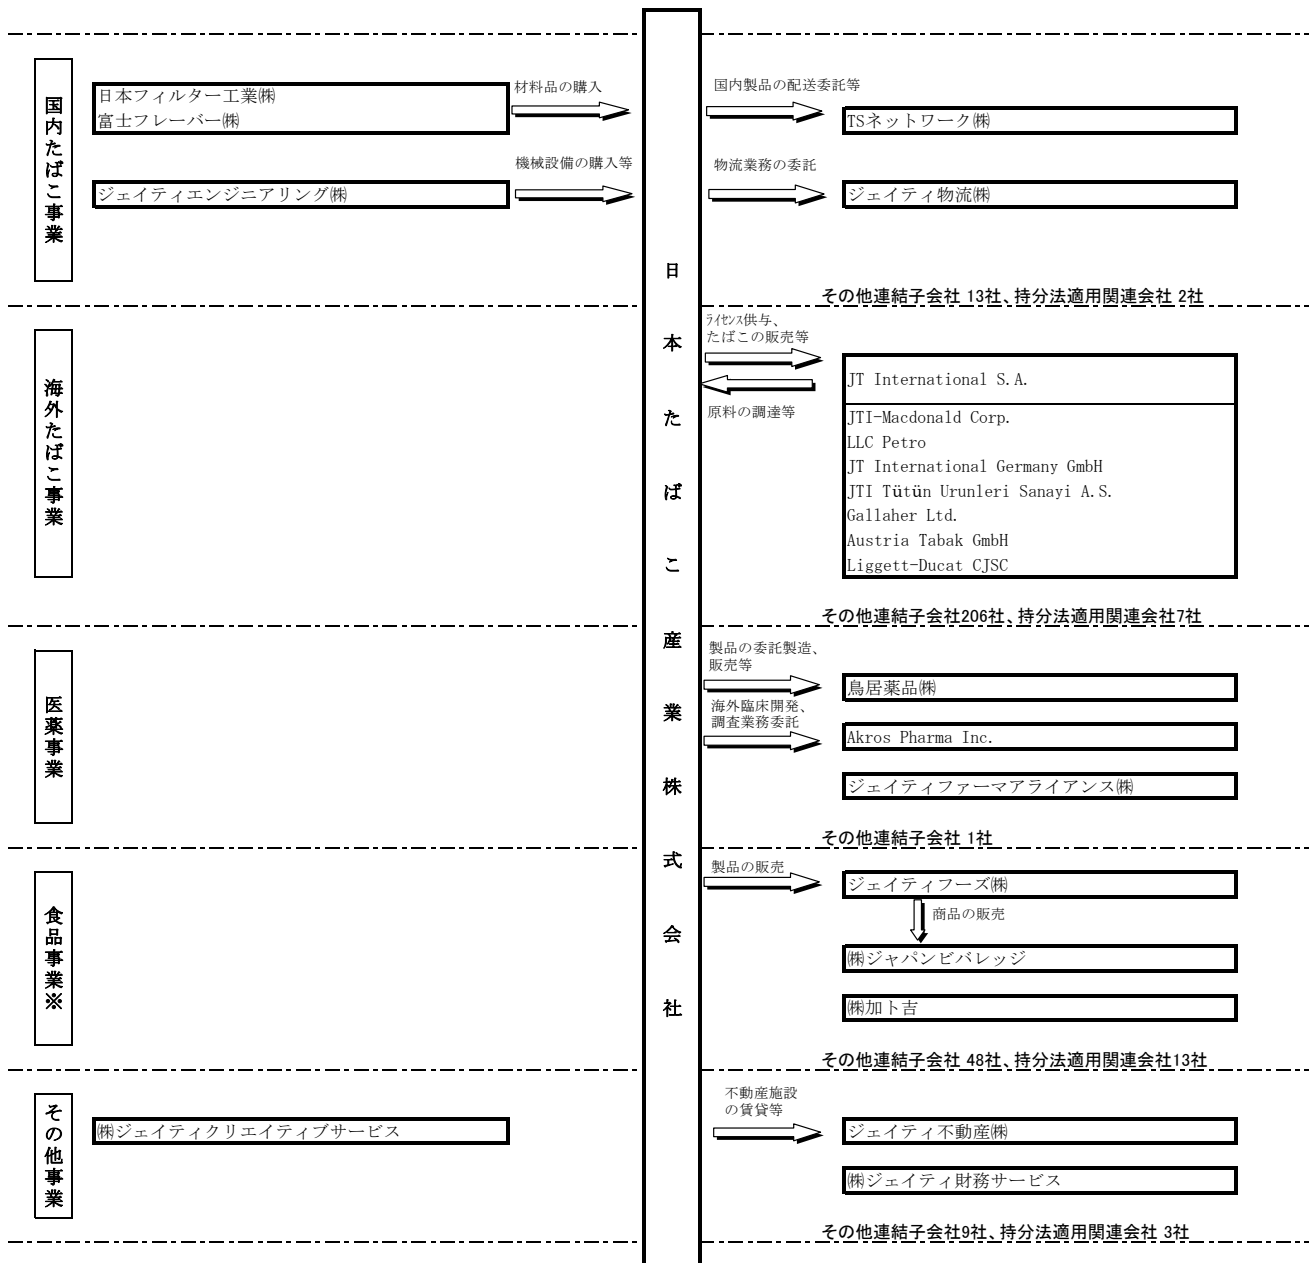 国内たばこ事業
日本フィルター工業㈱
富士フレーバー㈱
材料品の購入
ジェイティエンジニアリング㈱
機械設備の購入等
日本たばこ産業株式会社
国内製品の配送委託等
TSネットワーク㈱
物流業務の委託
ジェイティ物流㈱
その他連結子会社 13社、持分法適用関連会社 2社
海外たばこ事業
ﾗｲｾﾝｽ供与、
たばこの販売等
原料の調達等
JT International S.A.
JTI-Macdonald Corp.
LLC Petro
JT International Germany GmbH
JTI Tütün Urunleri Sanayi A.S.
Gallaher Ltd.
Austria Tabak GmbH
Liggett-Ducat CJSC
その他連結子会社206社、持分法適用関連会社7社
医薬事業
製品の委託製造、
販売等
鳥居薬品㈱
海外臨床開発、
調査業務委託
Akros Pharma Inc.
ジェイティファーマアライアンス㈱
その他連結子会社 1社
食品事業※
製品の販売
ジェイティフーズ㈱
商品の販売
㈱ジャパンビバレッジ
㈱加ト吉
その他連結子会社 48社、持分法適用関連会社13社
その他事業
㈱ジェイティクリエイティブサービス
不動産施設
の賃貸等
ジェイティ不動産㈱
㈱ジェイティ財務サービス
その他連結子会社9社、持分法適用関連会社 3社